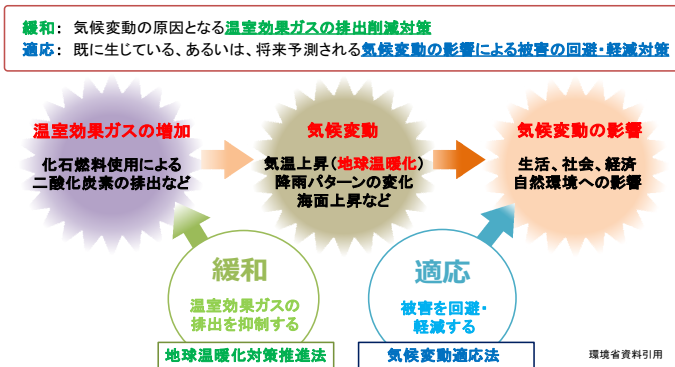 緩和: 気候変動の原因となる温室効果ガスの排出削減対策
適応: 既に生じている、あるいは、将来予測される気候変動の影響による被害の回避・軽減対策
温室効果ガスの増加
化石燃料使用による
二酸化炭素の排出など
気候変動
気温上昇(地球温暖化)
降雨パターンの変化
海面上昇など
気候変動の影響
生活、社会、経済
自然環境への影響
緩和
温室効果ガスの
排出を抑制する
地球温暖化対策推進法
適応
被害を回避・
軽減する
気候変動適応法
環境省資料引用